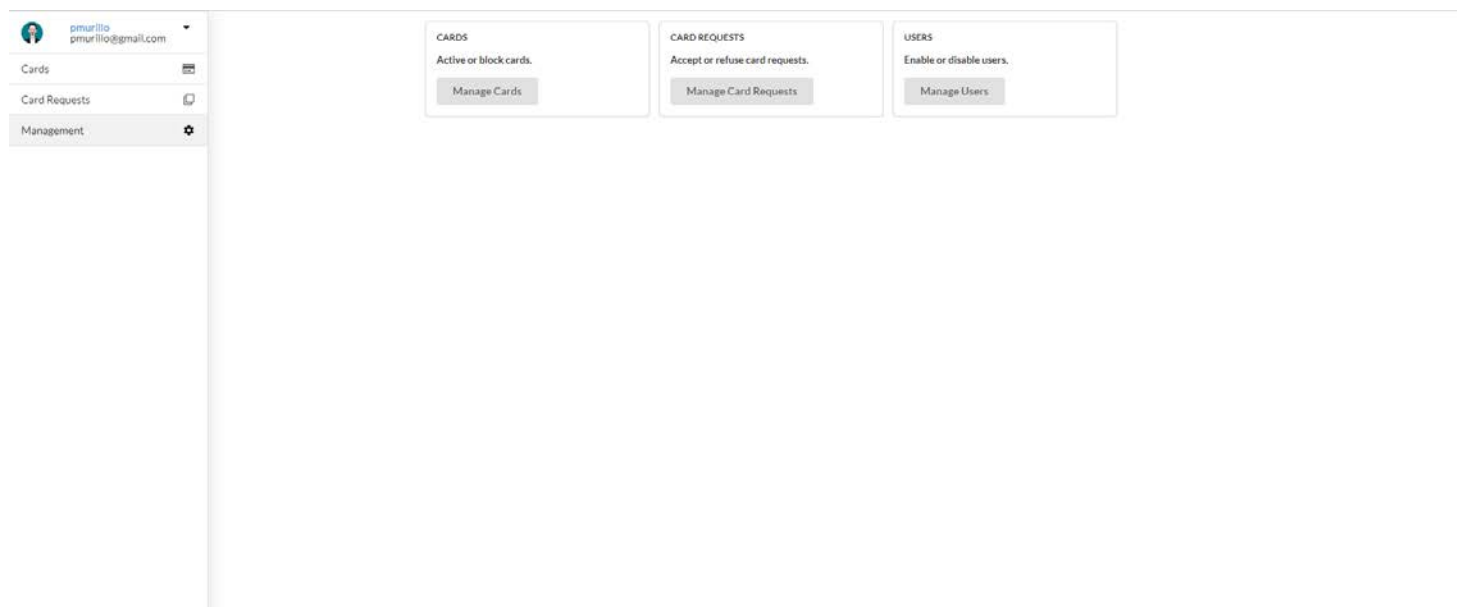 pmurillo
pmurillo@gmail.com
Cards
Card Requests
Management
CARDS
Active or block cards.
Manage Cards
CARD REQUESTS
Accept or refuse card requests.
Manage Card Requests
USERS
Enable or disable users.
Manage Users